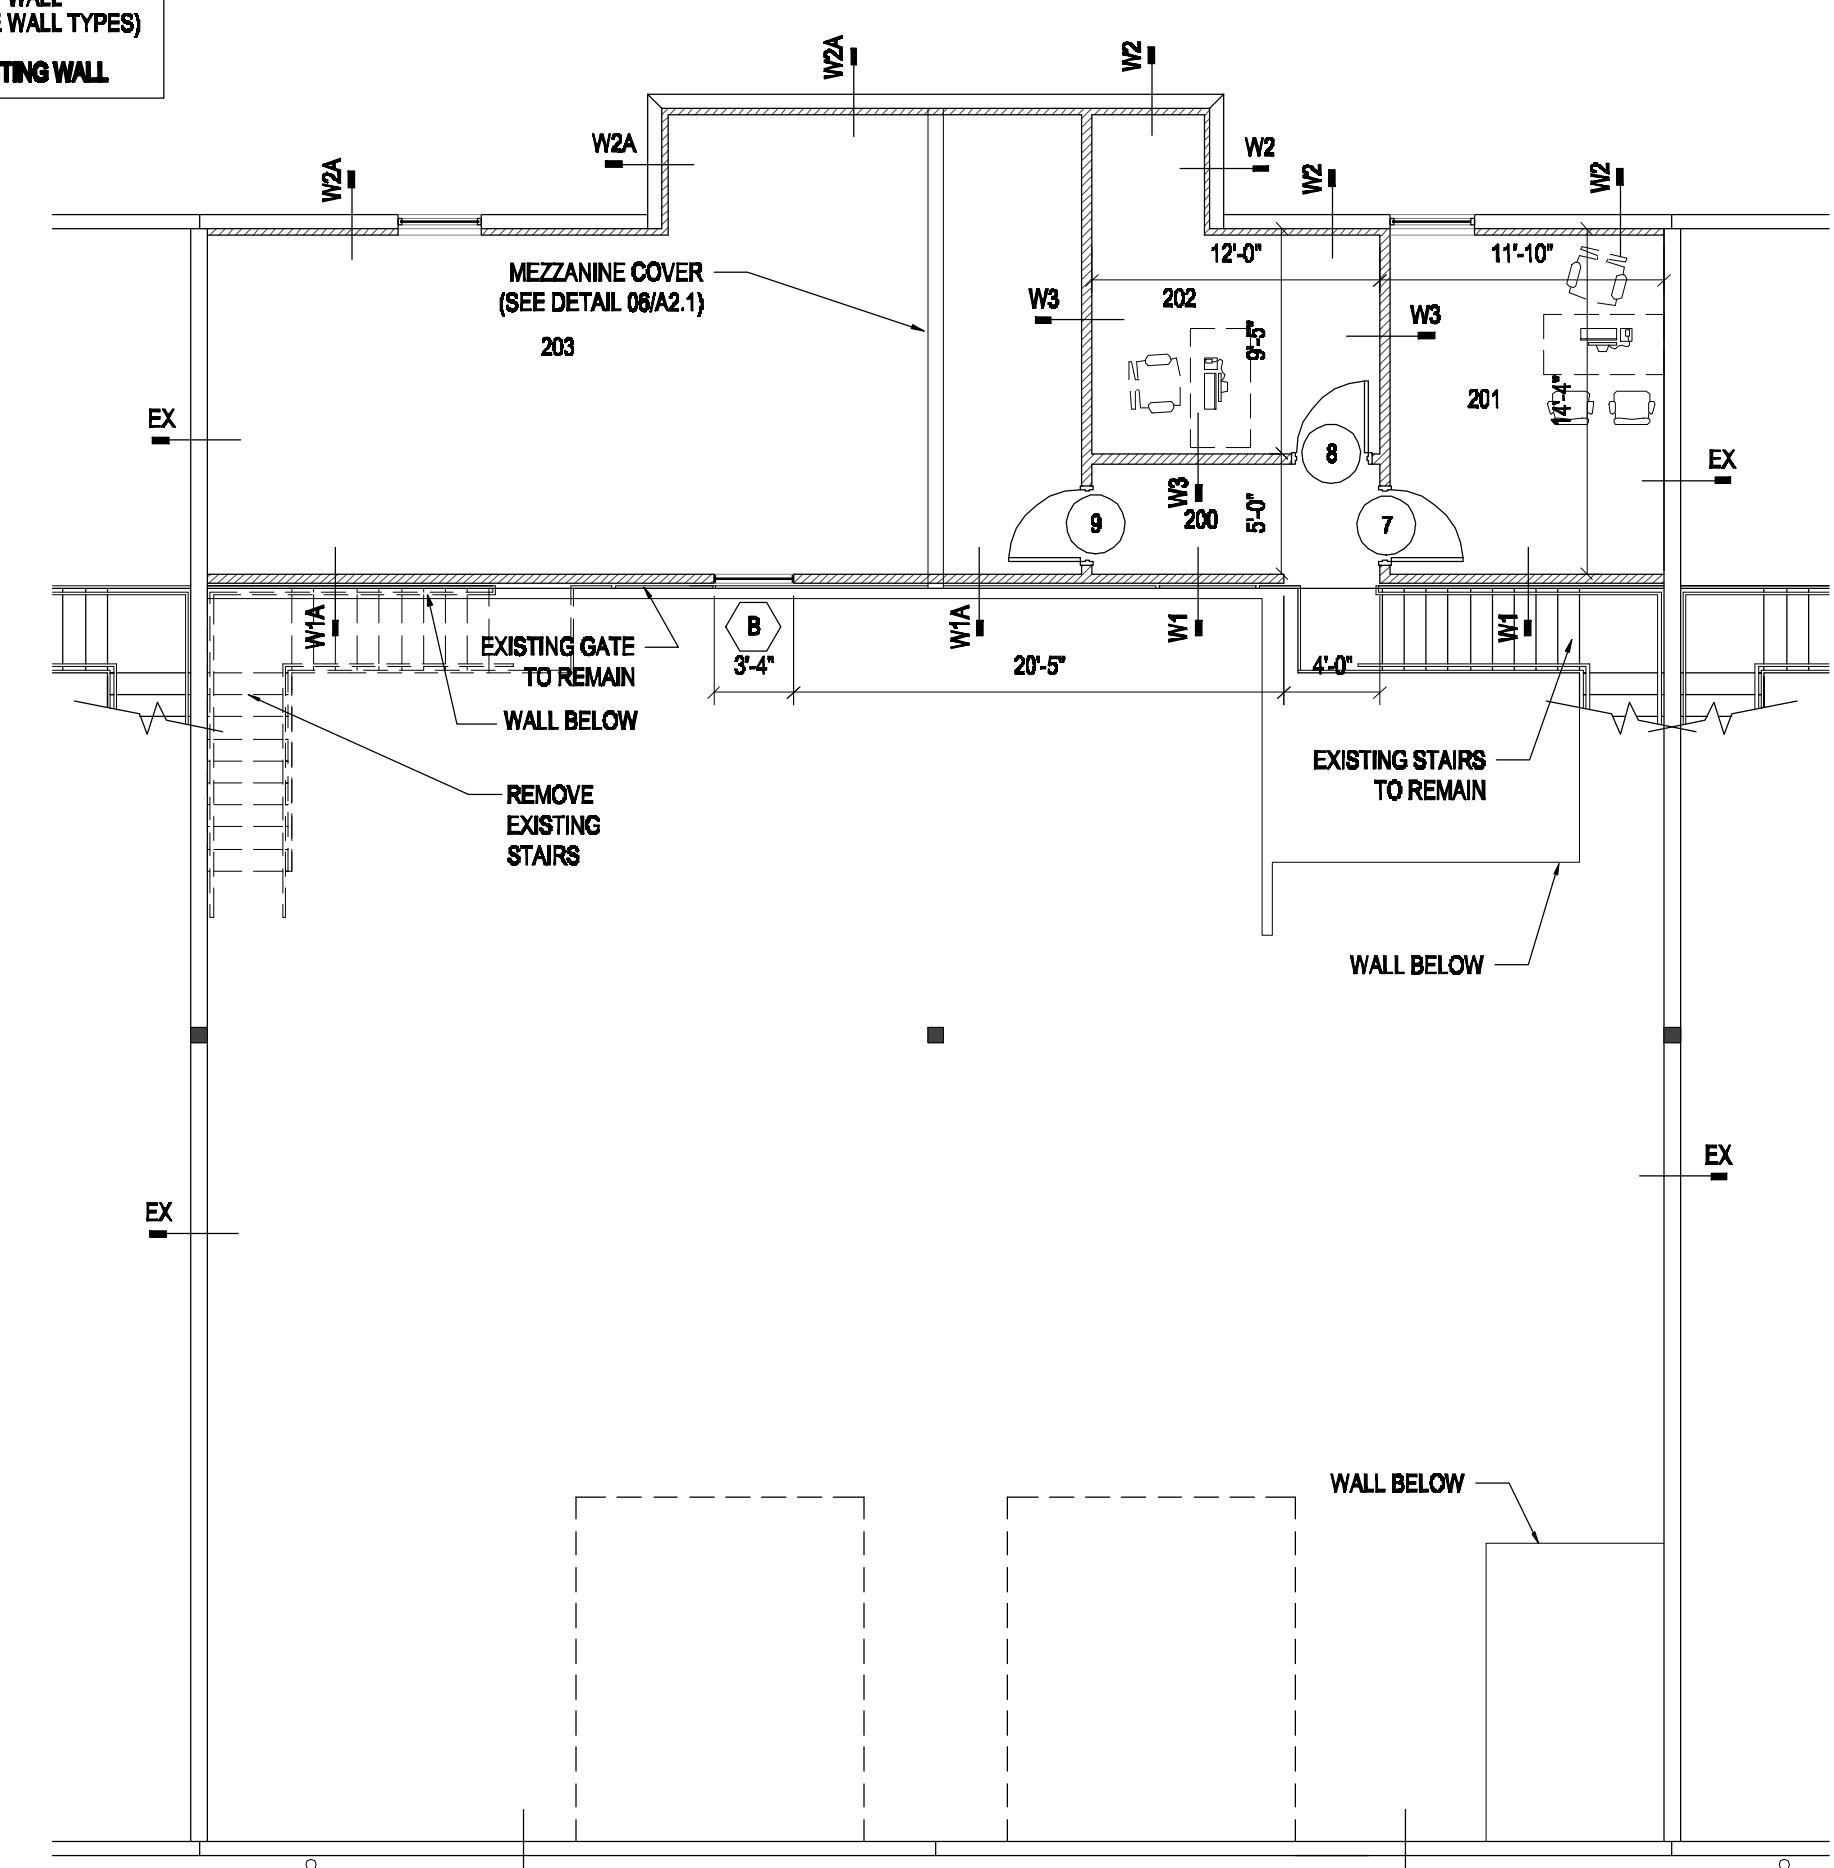 WALL
E WALL TYPES)
TING WALL
W2A
W2
W2A
W2
W2A
W2
W2
12'-0"
11'-10"
MEZZANINE COVER
(SEE DETAIL 06/A2.1)
203
W3
202
W3
9'-5"
201
14'-4"
EX
EX
8
W3
200
5'-0"
9
7
W1A
B
W1A
W1
W1
EXISTING GATE
TO REMAIN
3'-4"
20'-5"
4'-0"
WALL BELOW
EXISTING STAIRS
TO REMAIN
REMOVE
EXISTING
STAIRS
WALL BELOW
EX
EX
WALL BELOW